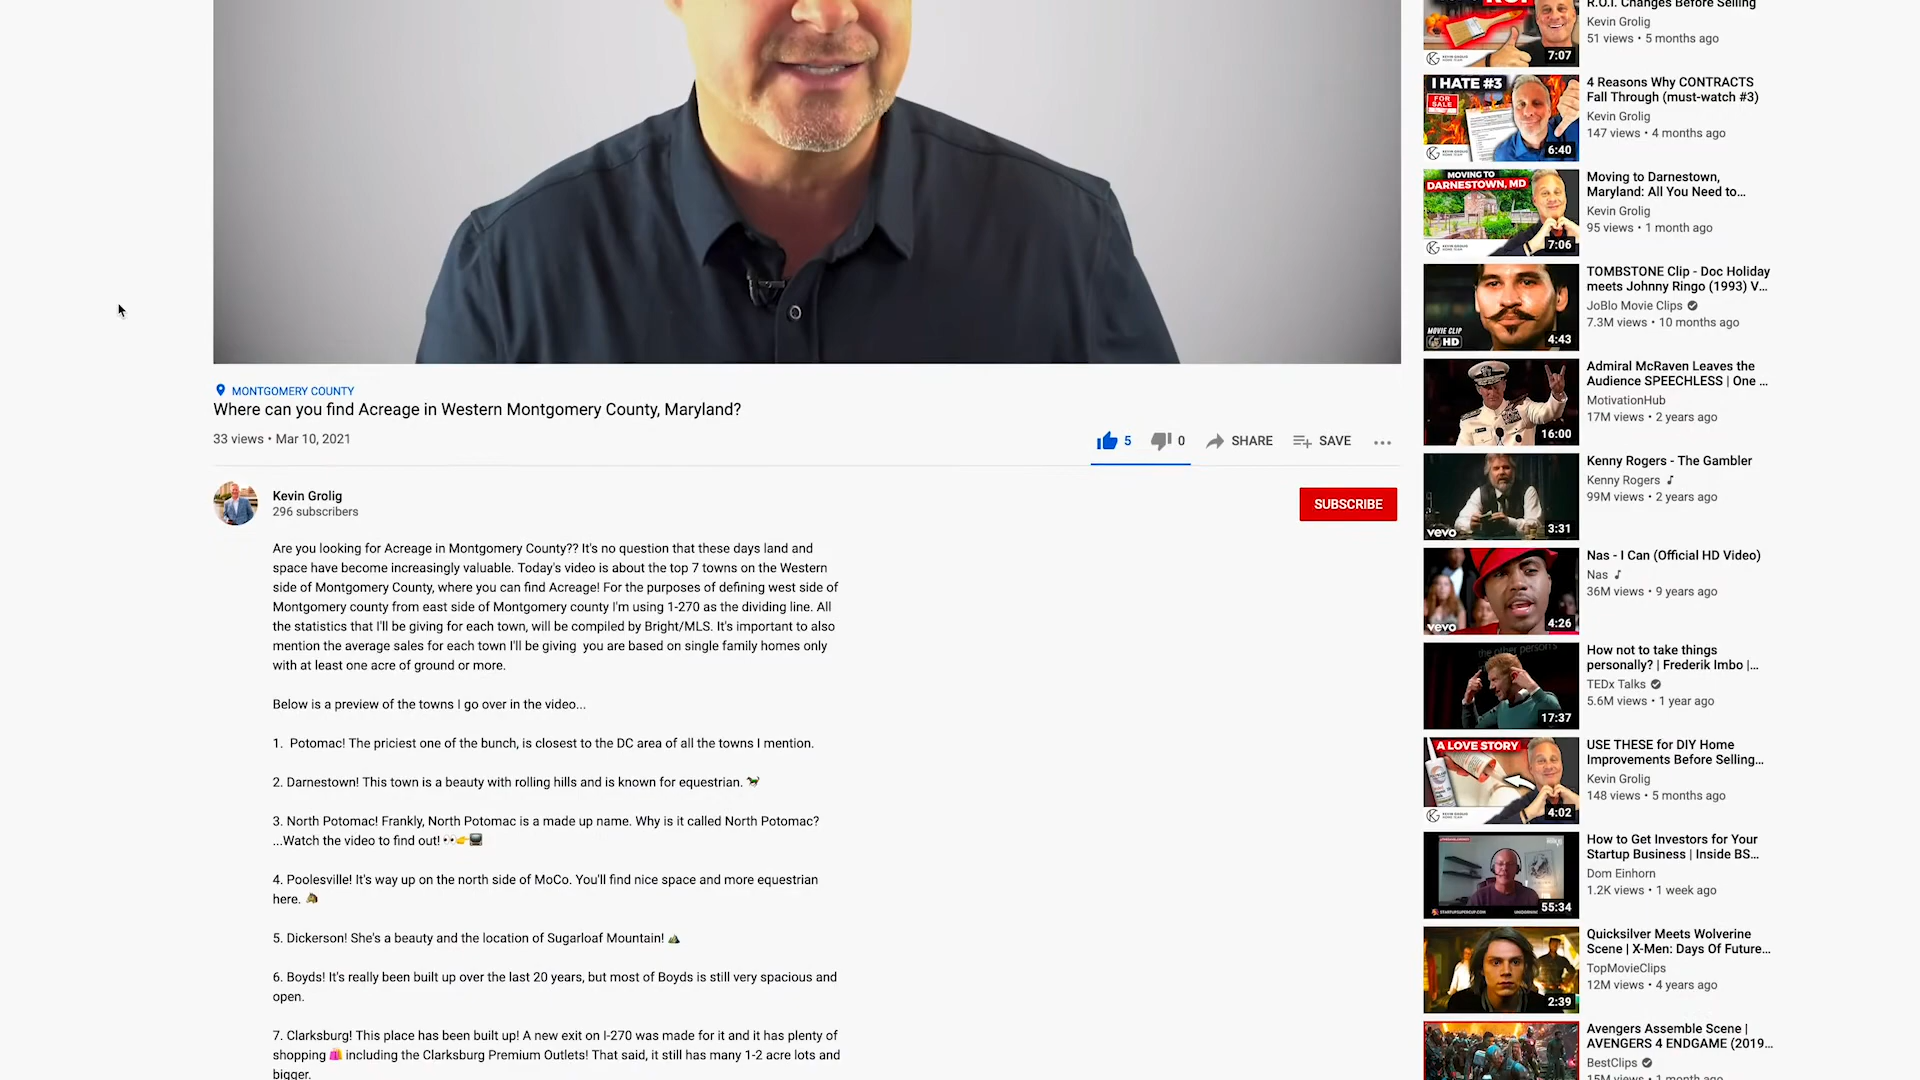 MONTGOMERY COUNTY
Where can you find Acreage in Western Montgomery County, Maryland?
33 views • Mar 10, 2021
5
0
SHARE
SAVE
Kevin Grolig
296 subscribers
SUBSCRIBE
Are you looking for Acreage in Montgomery County?? It's no question that these days land and
space have become increasingly valuable. Today's video is about the top 7 towns on the Western
side of Montgomery County, where you can find Acreage! For the purposes of defining west side of
Montgomery county from east side of Montgomery county I'm using 1-270 as the dividing line. All
the statistics that I'll be giving for each town, will be compiled by Bright/MLS. It's important to also
mention the average sales for each town I'll be giving  you are based on single family homes only
with at least one acre of ground or more.
Below is a preview of the towns I go over in the video...
1.  Potomac! The priciest one of the bunch, is closest to the DC area of all the towns I mention.
2. Darnestown! This town is a beauty with rolling hills and is known for equestrian. 🐎
3. North Potomac! Frankly, North Potomac is a made up name. Why is it called North Potomac?
...Watch the video to find out! 👀👉📺
4. Poolesville! It's way up on the north side of MoCo. You'll find nice space and more equestrian
here. 🐴
5. Dickerson! She's a beauty and the location of Sugarloaf Mountain! ⛰
6. Boyds! It's really been built up over the last 20 years, but most of Boyds is still very spacious and
open.
7. Clarksburg! This place has been built up! A new exit on I-270 was made for it and it has plenty of
shopping 🛍 including the Clarksburg Premium Outlets! That said, it still has many 1-2 acre lots and
bigger.
7:07
R.O.I. Changes Before Selling
Kevin Grolig
51 views • 5 months ago
I HATE #3
FOR
SALE
6:40
4 Reasons Why CONTRACTS
Fall Through (must-watch #3)
Kevin Grolig
147 views • 4 months ago
MOVING TO
DARNESTOWN, MD
7:06
Moving to Darnestown,
Maryland: All You Need to...
Kevin Grolig
95 views • 1 month ago
MOVIE CLIP
HD
4:43
TOMBSTONE Clip - Doc Holiday
meets Johnny Ringo (1993) V...
JoBlo Movie Clips
7.3M views • 10 months ago
16:00
Admiral McRaven Leaves the
Audience SPEECHLESS | One ...
MotivationHub
17M views • 2 years ago
vevo
3:31
Kenny Rogers - The Gambler
Kenny Rogers
99M views • 2 years ago
vevo
4:26
Nas - I Can (Official HD Video)
Nas
36M views • 9 years ago
the other person's
17:37
How not to take things
personally? | Frederik Imbo |...
TEDx Talks
5.6M views • 1 year ago
A LOVE STORY
4:02
USE THESE for DIY Home
Improvements Before Selling...
Kevin Grolig
148 views • 5 months ago
55:34
How to Get Investors for Your
Startup Business | Inside BS...
Dom Einhorn
1.2K views • 1 week ago
2:39
Quicksilver Meets Wolverine
Scene | X-Men: Days Of Future...
TopMovieClips
12M views • 4 years ago
Avengers Assemble Scene |
AVENGERS 4 ENDGAME (2019...
BestClips
15M views • 1 month ago